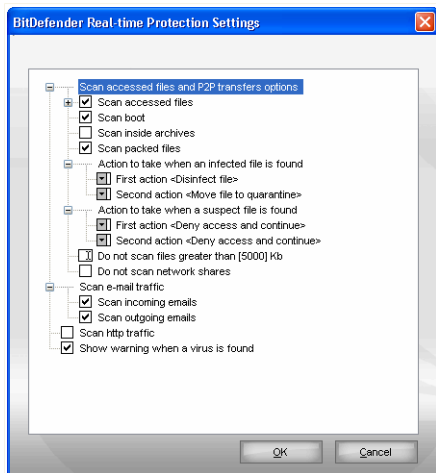 BitDefender Real-time Protection Settings
Scan accessed files and P2P transfers options
Scan accessed files
Scan boot
Scan inside archives
Scan packed files
Action to take when an infected file is found
First action <Disinfect file>
Second action <Move file to quarantine>
Action to take when a suspect file is found
First action <Deny access and continue>
Second action <Deny access and continue>
Do not scan files greater than [5000] Kb
Do not scan network shares
Scan e-mail traffic
Scan incoming emails
Scan outgoing emails
Scan http traffic
Show warning when a virus is found
OK
Cancel